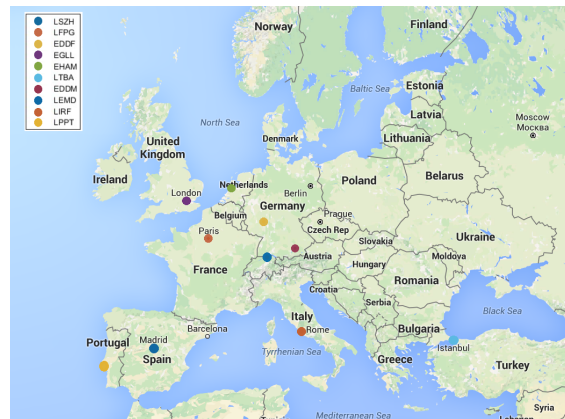 LSZH
LFPG
EDDF
EGLL
EHAM
LTBA
EDDM
LEMD
LIRF
LPPT
Norway
Finland
Baltic Sea
Estonia
Latvia
Moscow
Москва
North Sea
Denmark
Lithuania
United
Kingdom
Ireland
Belarus
Netherlands
London
Berlin
Poland
Germany
Belgium
Prague
Paris
Czech Rep
Ukraine
Slovakia
Austria
France
Hungary
Moldova
Romania
Croatia
Serbia
Italy
Black Sea
Barcelona
Bulgaria
Portugal
Madrid
Rome
Istanbul
Spain
Tyrrhenian Sea
Greece
Turkey
Syria
Mediterranean Sea